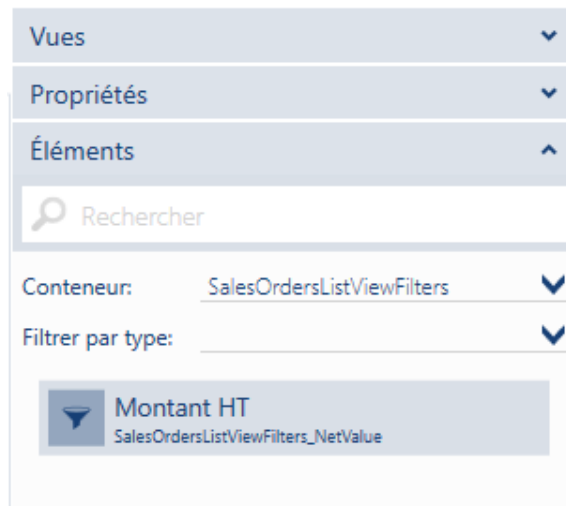 Vues
Propriétés
Éléments
Rechercher
Conteneur: SalesOrdersListViewFilters
Filtrer par type:
Montant HT
SalesOrdersListViewFilters_NetValue